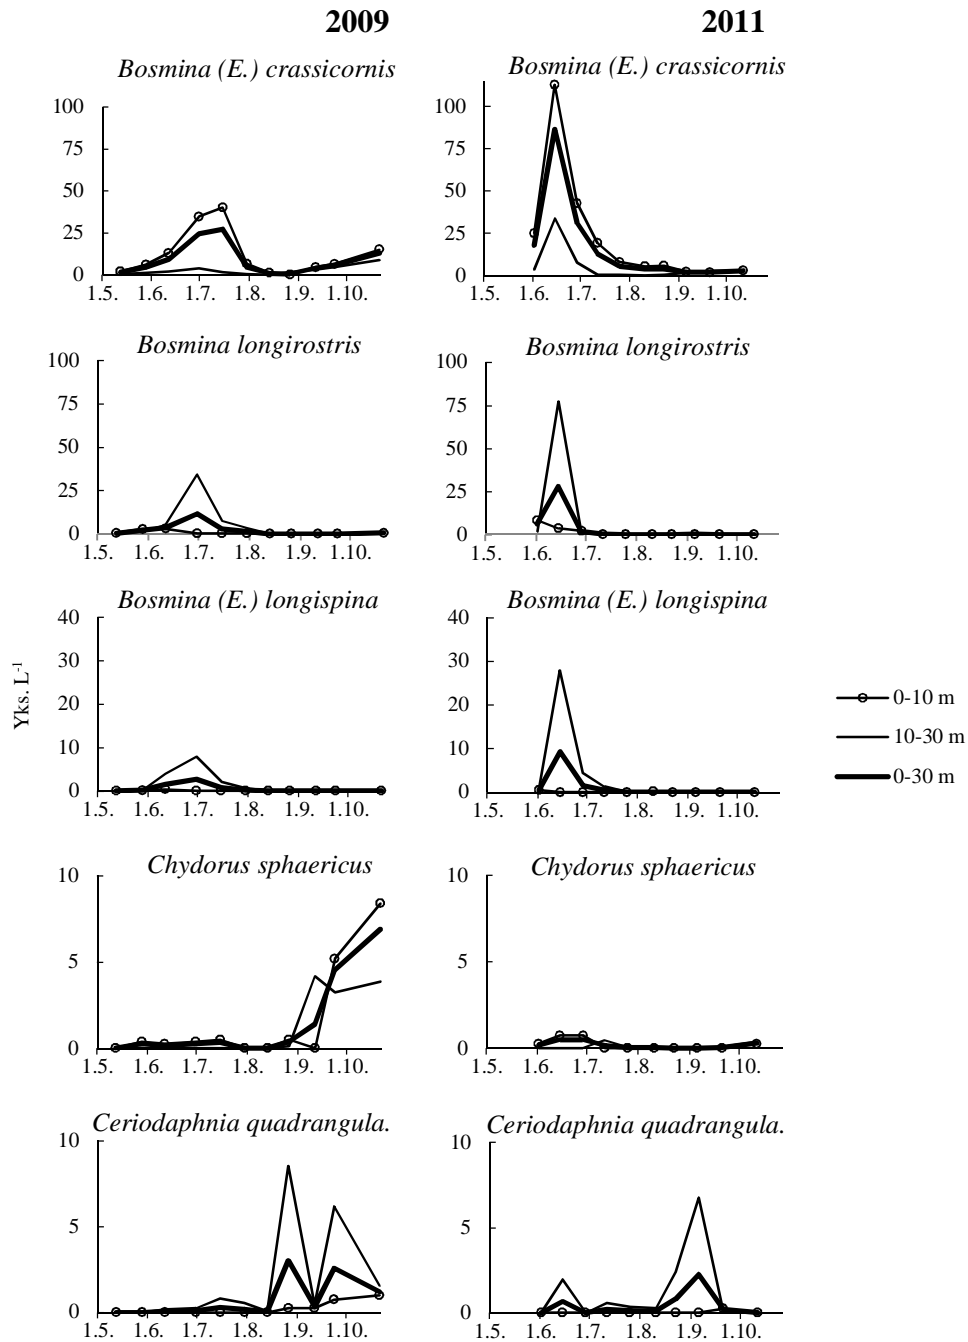 2009 2011
Bosmina (E.) crassicornis Bosmina (E.) crassicornis
100 100
75 75
50 50
25 25
0 0
1.5. 1.6. 1.7. 1.8. 1.9. 1.10. 1.5. 1.6. 1.7. 1.8. 1.9. 1.10.
Bosmina longirostris Bosmina longirostris
100 100
75 75
50 50
25 25
0 0
1.5. 1.6. 1.7. 1.8. 1.9. 1.10. 1.5. 1.6. 1.7. 1.8. 1.9. 1.10.
Bosmina (E.) longispina Bosmina (E.) longispina
40 40
30 30
20 20
10 10
0 0
1.5. 1.6. 1.7. 1.8. 1.9. 1.10. 1.5. 1.6. 1.7. 1.8. 1.9. 1.10.
Yks. L⁻¹
0-10 m
10-30 m
0-30 m
Chydorus sphaericus Chydorus sphaericus
10 10
5 5
0 0
1.5. 1.6. 1.7. 1.8. 1.9. 1.10. 1.5. 1.6. 1.7. 1.8. 1.9. 1.10.
Ceriodaphnia quadrangula. Ceriodaphnia quadrangula.
10 10
5 5
0 0
1.5. 1.6. 1.7. 1.8. 1.9. 1.10. 1.5. 1.6. 1.7. 1.8. 1.9. 1.10.